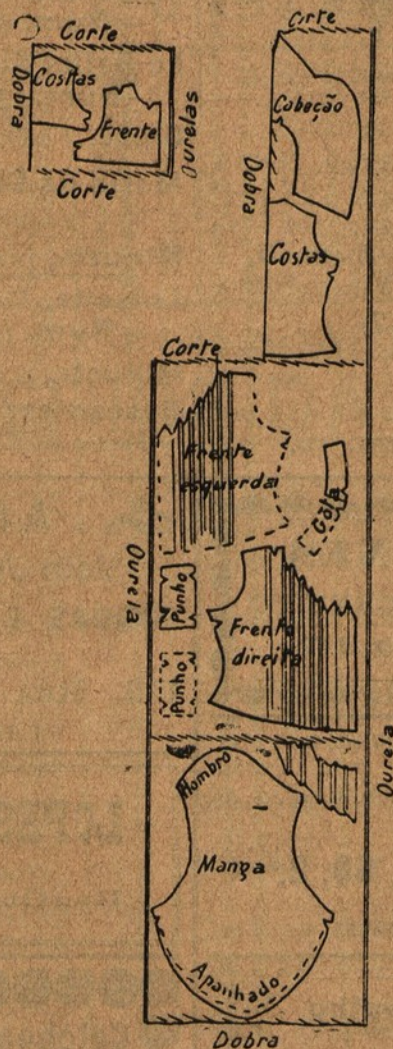 Corte
Costas
Dobra
Frente
Ourelas
Corte
Corte
Cabeção
Dobra
Costas
Corte
Frente
esquerda
Gola
Ourela
Punho
Punho
Frente
direita
Ourela
Hombro
Manga
Apanhado
Dobra